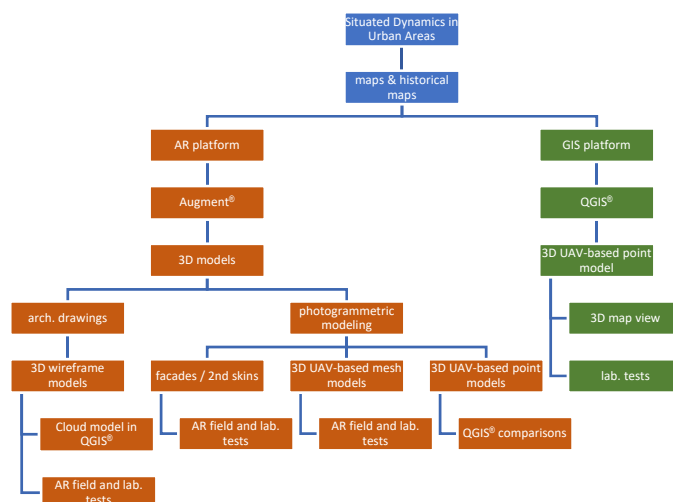 Situated Dynamics in
Urban Areas
maps & historical
maps
AR platform
GIS platform
Augment®
QGIS®
3D models
3D UAV-based point
model
arch. drawings
photogrammetric
modeling
3D map view
3D wireframe
models
facades / 2nd skins
3D UAV-based mesh
models
3D UAV-based point
models
lab. tests
Cloud model in
QGIS®
AR field and lab.
tests
AR field and lab.
tests
QGIS® comparisons
AR field and lab.
tests